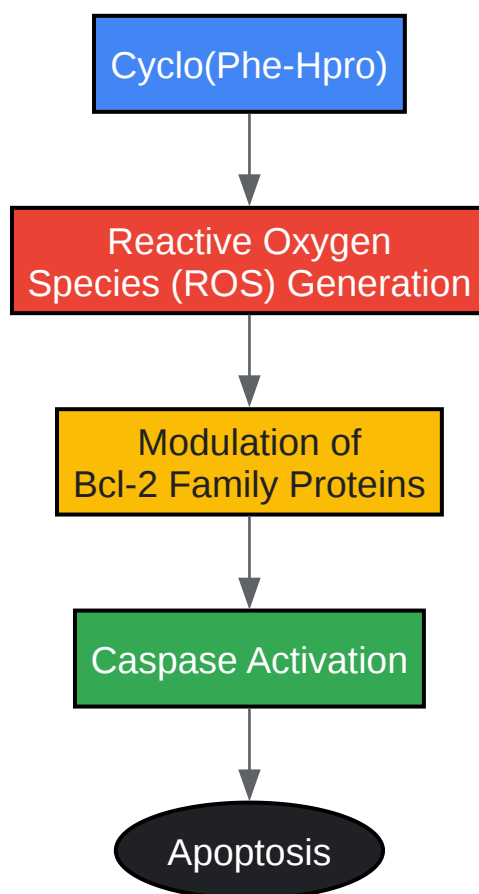 Cyclo(Phe-Hpro)
Reactive Oxygen
Species (ROS) Generation
Modulation of
Bcl-2 Family Proteins
Caspase Activation
Apoptosis